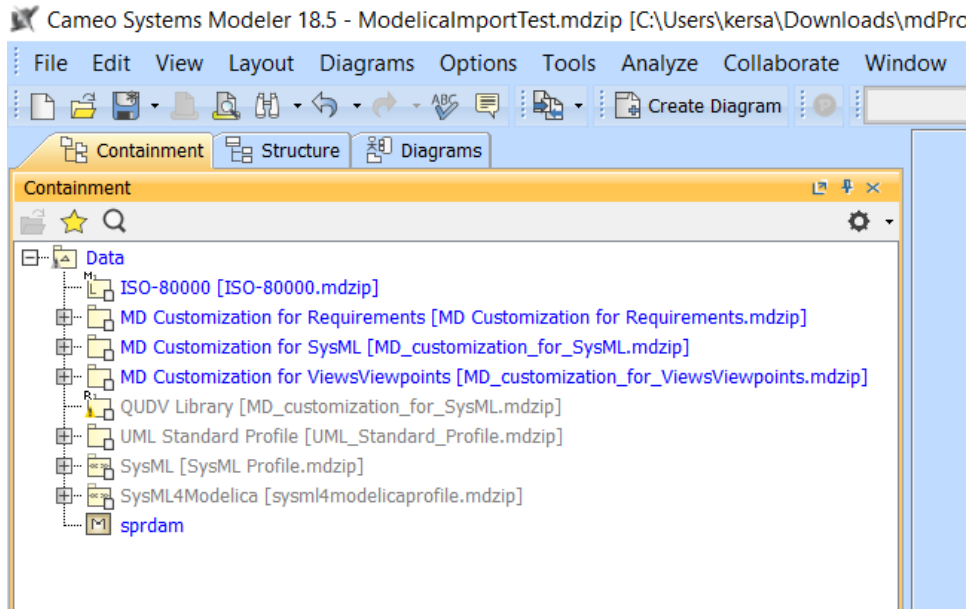 Cameo Systems Modeler 18.5 - ModelicaImportTest.mdzip [C:\Users\kersa\Downloads\mdPro
File Edit View Layout Diagrams Options Tools Analyze Collaborate Window
ABC Create Diagram P
Containment Structure Diagrams
Containment
Data
ISO-80000 [ISO-80000.mdzip]
MD Customization for Requirements [MD Customization for Requirements.mdzip]
MD Customization for SysML [MD_customization_for_SysML.mdzip]
MD Customization for ViewsViewpoints [MD_customization_for_ViewsViewpoints.mdzip]
QUDV Library [MD_customization_for_SysML.mdzip]
UML Standard Profile [UML_Standard_Profile.mdzip]
SysML [SysML Profile.mdzip]
SysML4Modelica [sysml4modelicaprofile.mdzip]
M sprdam